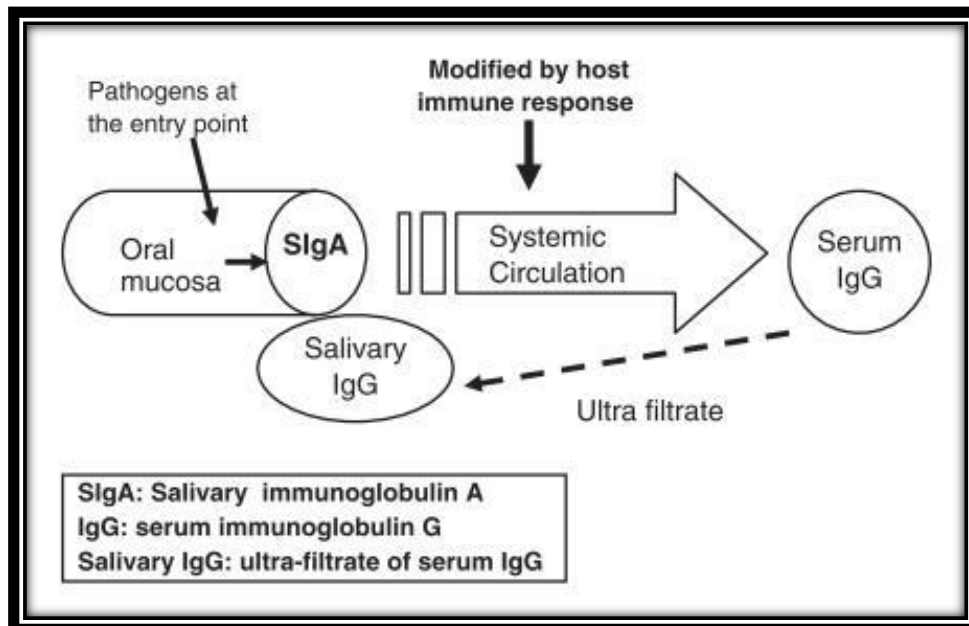 Modified by host
immune response
Pathogens at
the entry point
Oral
mucosa
SIgA
Systemic
Circulation
Serum
IgG
Salivary
IgG
Ultra filtrate
SIgA: Salivary immunoglobulin A
IgG: serum immunoglobulin G
Salivary IgG: ultra-filtrate of serum IgG